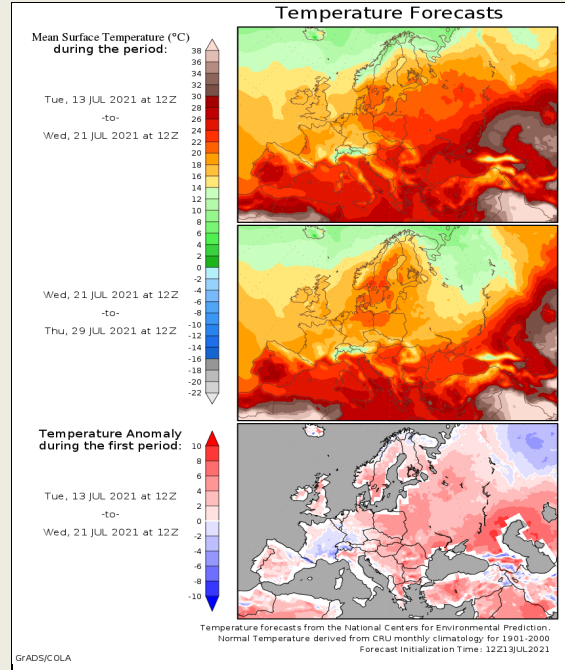 Temperature Forecasts
Mean Surface Temperature (°C)
during the period:
Tue, 13 JUL 2021 at 12Z
-to-
Wed, 21 JUL 2021 at 12Z
38
36
34
32
30
28
26
24
22
20
18
16
14
12
10
8
6
4
2
0
-2
-4
-6
-8
-10
-12
-14
-16
-18
-20
-22
Wed, 21 JUL 2021 at 12Z
-to-
Thu, 29 JUL 2021 at 12Z
Temperature Anomaly
during the first period:
Tue, 13 JUL 2021 at 12Z
-to-
Wed, 21 JUL 2021 at 12Z
10
8
6
4
2
0
-2
-4
-6
-8
-10
Temperature forecasts from the National Centers for Environmental Prediction.
Normal Temperature derived from CRU monthly climatology for 1901-2000
Forecast Initialization Time: 12Z13JUL2021
GrADS/COLA